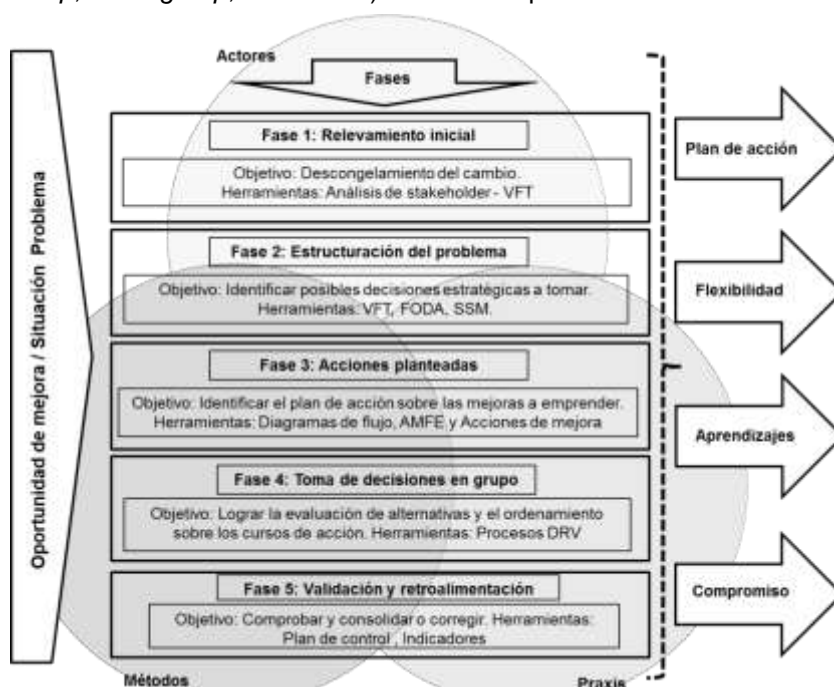 Actores
Fases
Oportunidad de mejora / Situación Problema
Fase 1: Relevamiento inicial
Objetivo: Descongelamiento del cambio.
Herramientas: Análisis de stakeholder - VFT
Fase 2: Estructuración del problema
Objetivo: Identificar posibles decisiones estratégicas a tomar.
Herramientas: VFT, FODA, SSM.
Fase 3: Acciones planteadas
Objetivo: Identificar el plan de acción sobre las mejoras a emprender.
Herramientas: Diagramas de flujo, AMFE y Acciones de mejora
Fase 4: Toma de decisiones en grupo
Objetivo: Lograr la evaluación de alternativas y el ordenamiento
sobre los cursos de acción. Herramientas: Procesos DRV
Fase 5: Validación y retroalimentación
Objetivo: Comprobar y consolidar o corregir. Herramientas:
Plan de control , Indicadores
Plan de acción
Flexibilidad
Aprendizajes
Compromiso
Métodos
Praxis